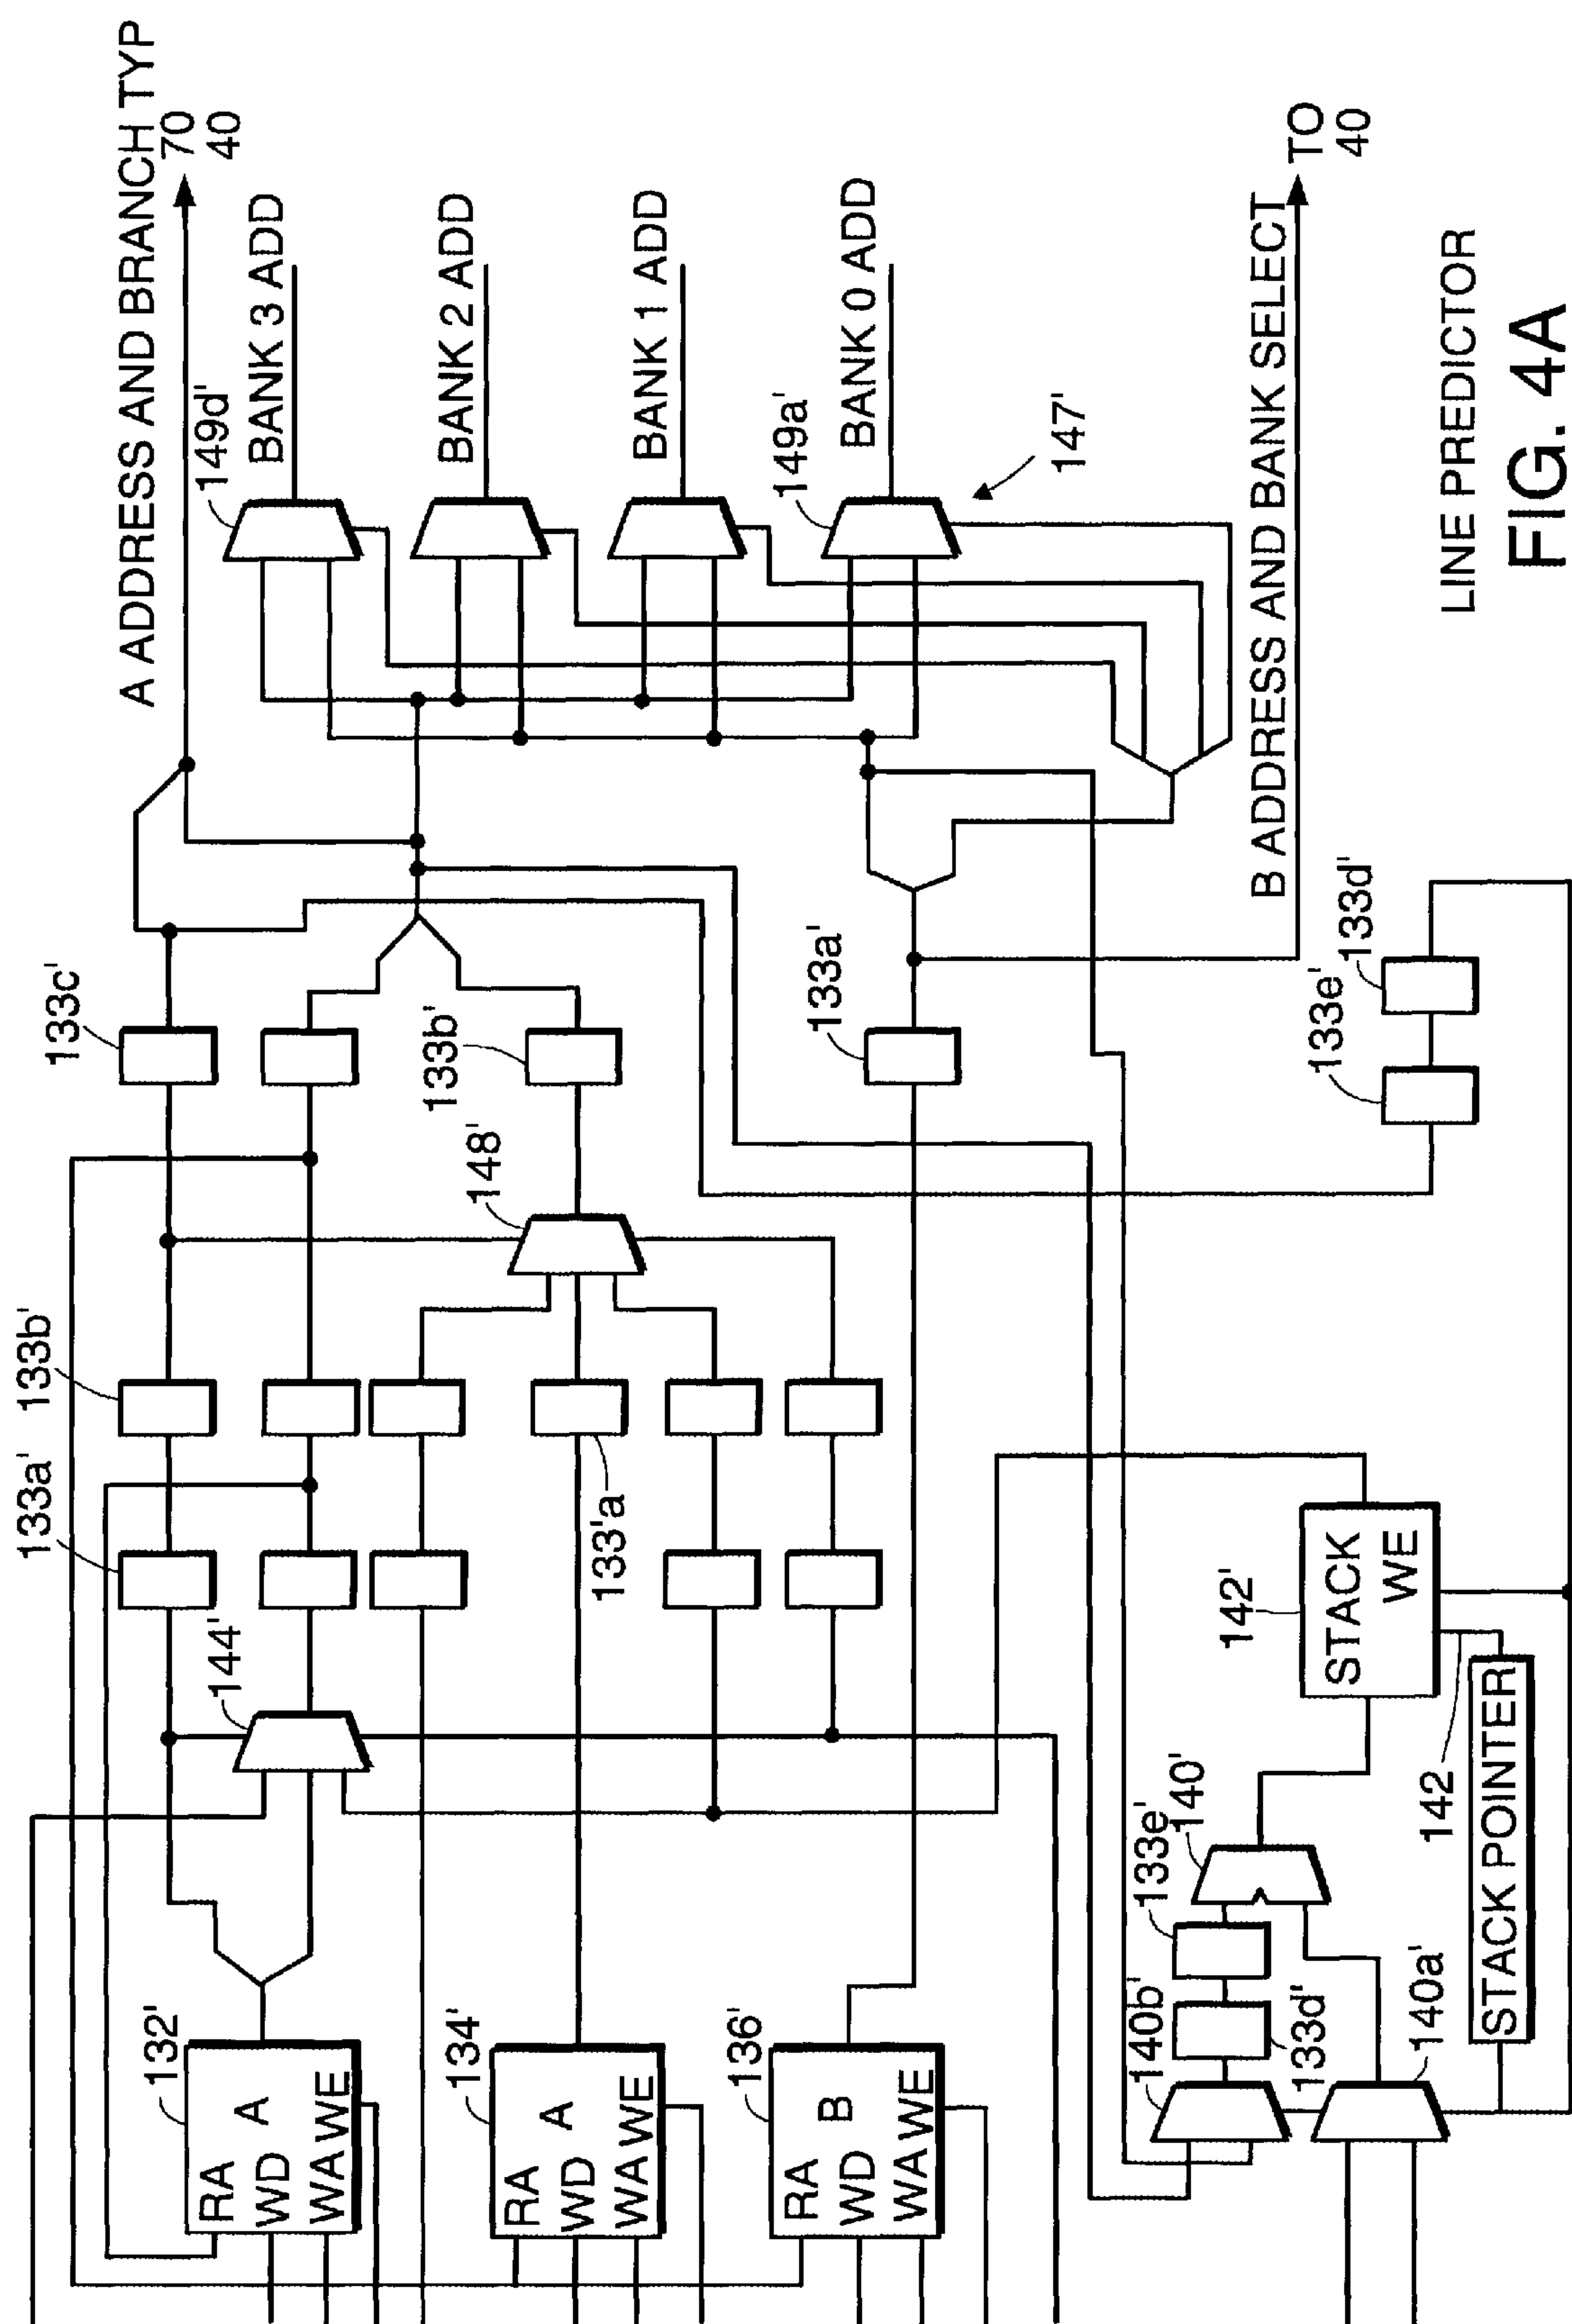 A ADDRESS AND BRANCH TYP
70
40
149d'
BANK 3 ADD
BANK 2 ADD
BANK 1 ADD
149a'
BANK 0 ADD
147'
B ADDRESS AND BANK SELECT
TO
40
133c'
133b'
133a'
133e'
133d'
148'
133b'
133a'
133'a
144'
132'
RA
A
WD
WA WE
134'
RA
A
WD
WA WE
136'
RA
B
WD
WA WE
142'
STACK
WE
142
STACK POINTER
133e'
140'
140b'
133d'
140a'
LINE PREDICTOR
FIG. 4A